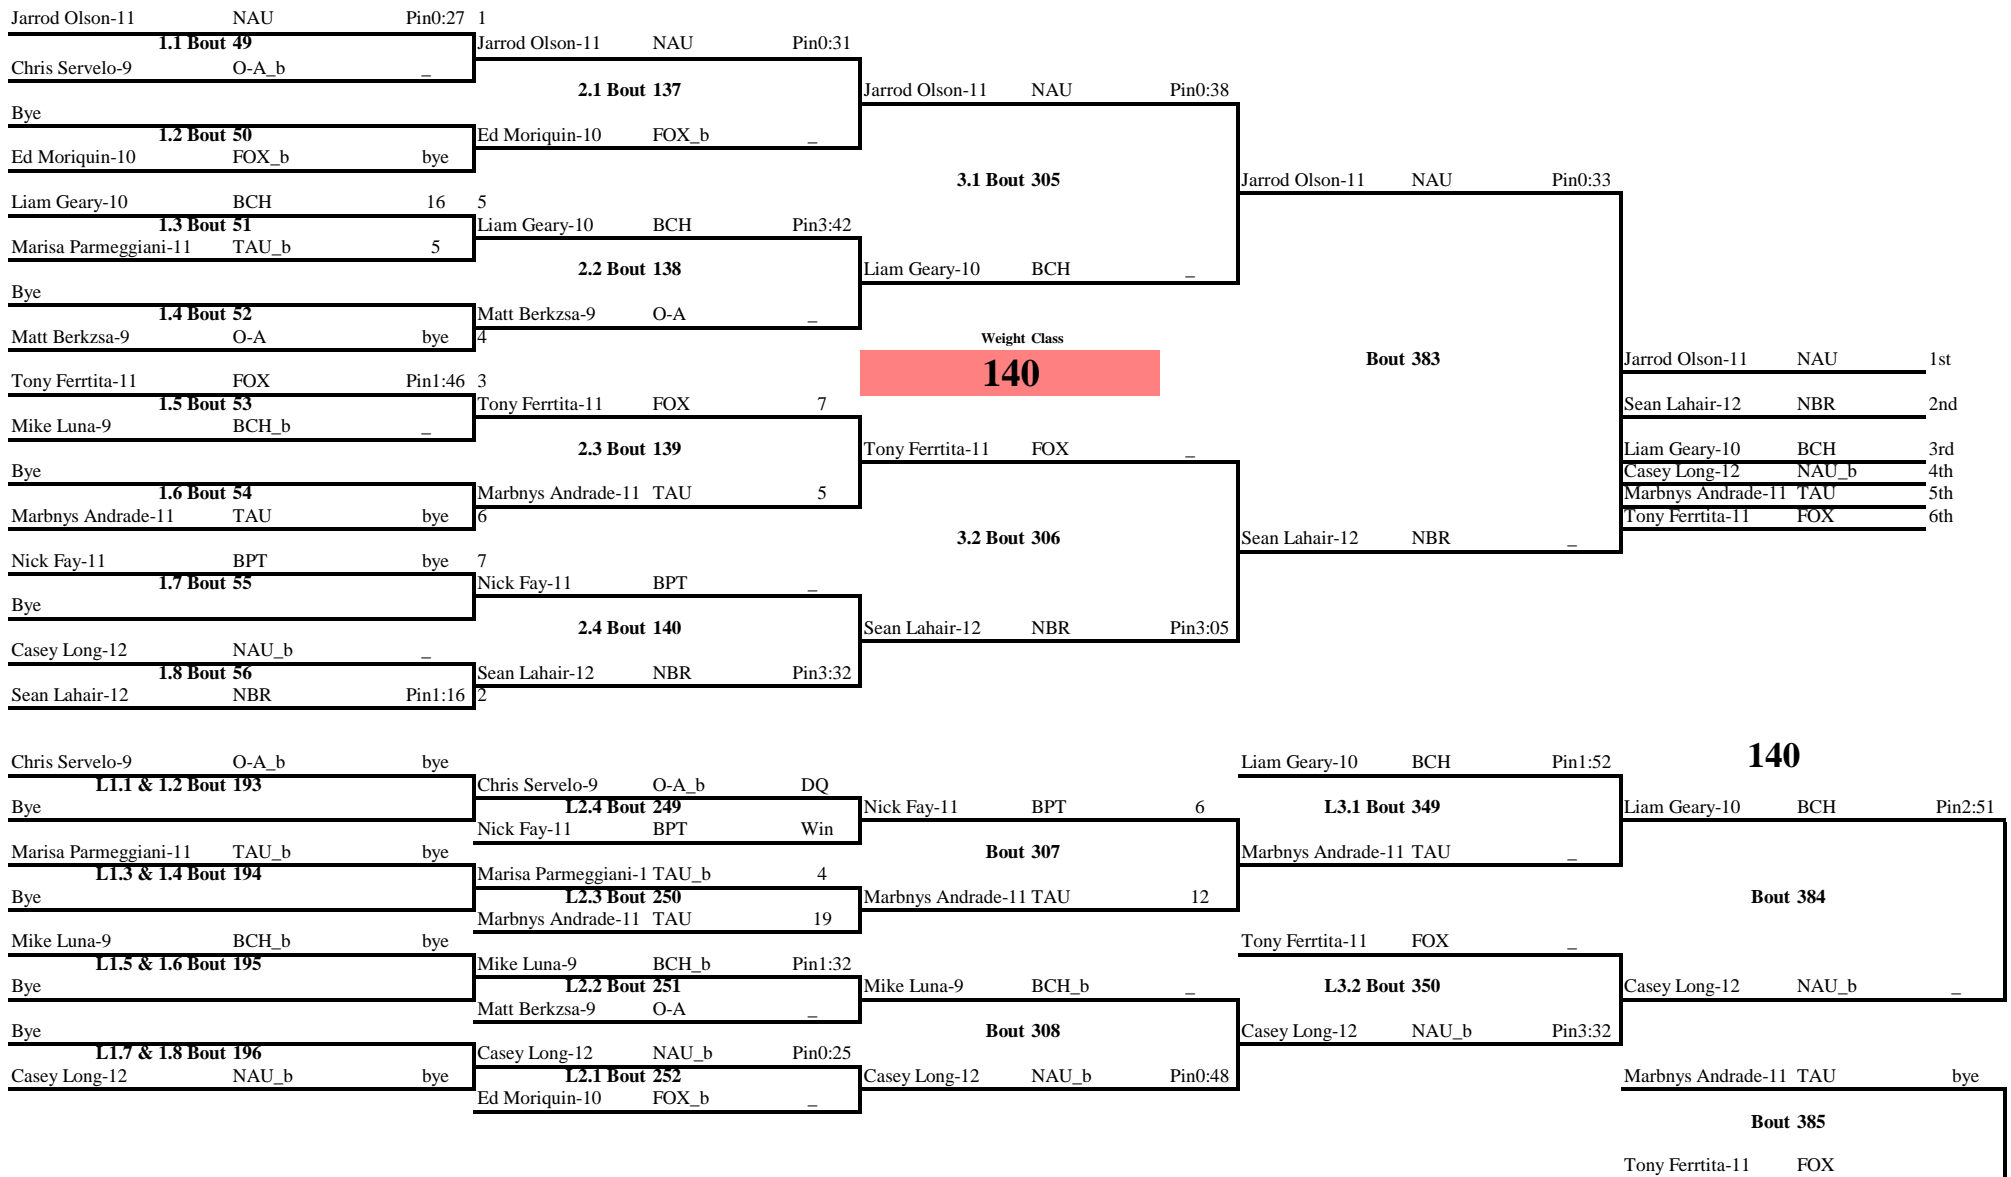 Jarrod Olson-11 NAU Pin0:27 1
1.1 Bout 49
Chris Servelo-9 O-A_b _
Bye
1.2 Bout 50
Ed Moriquin-10 FOX_b bye
Liam Geary-10 BCH 16 5
1.3 Bout 51
Marisa Parmeggiani-11 TAU_b 5
Bye
1.4 Bout 52
Matt Berkzsa-9 O-A bye 4
Tony Ferrtita-11 FOX Pin1:46 3
1.5 Bout 53
Mike Luna-9 BCH_b _
Bye
1.6 Bout 54
Marbnys Andrade-11 TAU bye 6
Nick Fay-11 BPT bye 7
1.7 Bout 55
Bye
Casey Long-12 NAU_b _
1.8 Bout 56
Sean Lahair-12 NBR Pin1:16 2
Jarrod Olson-11 NAU Pin0:31
2.1 Bout 137
Ed Moriquin-10 FOX_b _
Liam Geary-10 BCH Pin3:42
2.2 Bout 138
Matt Berkzsa-9 O-A _
Tony Ferrtita-11 FOX 7
2.3 Bout 139
Marbnys Andrade-11 TAU 5
Nick Fay-11 BPT _
2.4 Bout 140
Sean Lahair-12 NBR Pin3:32
Jarrod Olson-11 NAU Pin0:38
3.1 Bout 305
Liam Geary-10 BCH _
Weight Class
140
Tony Ferrtita-11 FOX _
3.2 Bout 306
Sean Lahair-12 NBR Pin3:05
Jarrod Olson-11 NAU Pin0:33
Bout 383
Sean Lahair-12 NBR _
Jarrod Olson-11 NAU 1st
Sean Lahair-12 NBR 2nd
Liam Geary-10 BCH 3rd
Casey Long-12 NAU_b 4th
Marbnys Andrade-11 TAU 5th
Tony Ferrtita-11 FOX 6th
Chris Servelo-9 O-A_b bye
L1.1 & 1.2 Bout 193
Bye
Marisa Parmeggiani-11 TAU_b bye
L1.3 & 1.4 Bout 194
Bye
Mike Luna-9 BCH_b bye
L1.5 & 1.6 Bout 195
Bye
Bye
L1.7 & 1.8 Bout 196
Casey Long-12 NAU_b bye
Chris Servelo-9 O-A_b DQ
L2.4 Bout 249
Nick Fay-11 BPT Win
Marisa Parmeggiani-1 TAU_b 4
L2.3 Bout 250
Marbnys Andrade-11 TAU 19
Mike Luna-9 BCH_b Pin1:32
L2.2 Bout 251
Matt Berkzsa-9 O-A _
Casey Long-12 NAU_b Pin0:25
L2.1 Bout 252
Ed Moriquin-10 FOX_b _
Nick Fay-11 BPT 6
Bout 307
Marbnys Andrade-11 TAU 12
Mike Luna-9 BCH_b _
Bout 308
Casey Long-12 NAU_b Pin0:48
Liam Geary-10 BCH Pin1:52
L3.1 Bout 349
Marbnys Andrade-11 TAU _
Tony Ferrtita-11 FOX _
L3.2 Bout 350
Casey Long-12 NAU_b Pin3:32
140
Liam Geary-10 BCH Pin2:51
Bout 384
Casey Long-12 NAU_b _
Marbnys Andrade-11 TAU bye
Bout 385
Tony Ferrtita-11 FOX